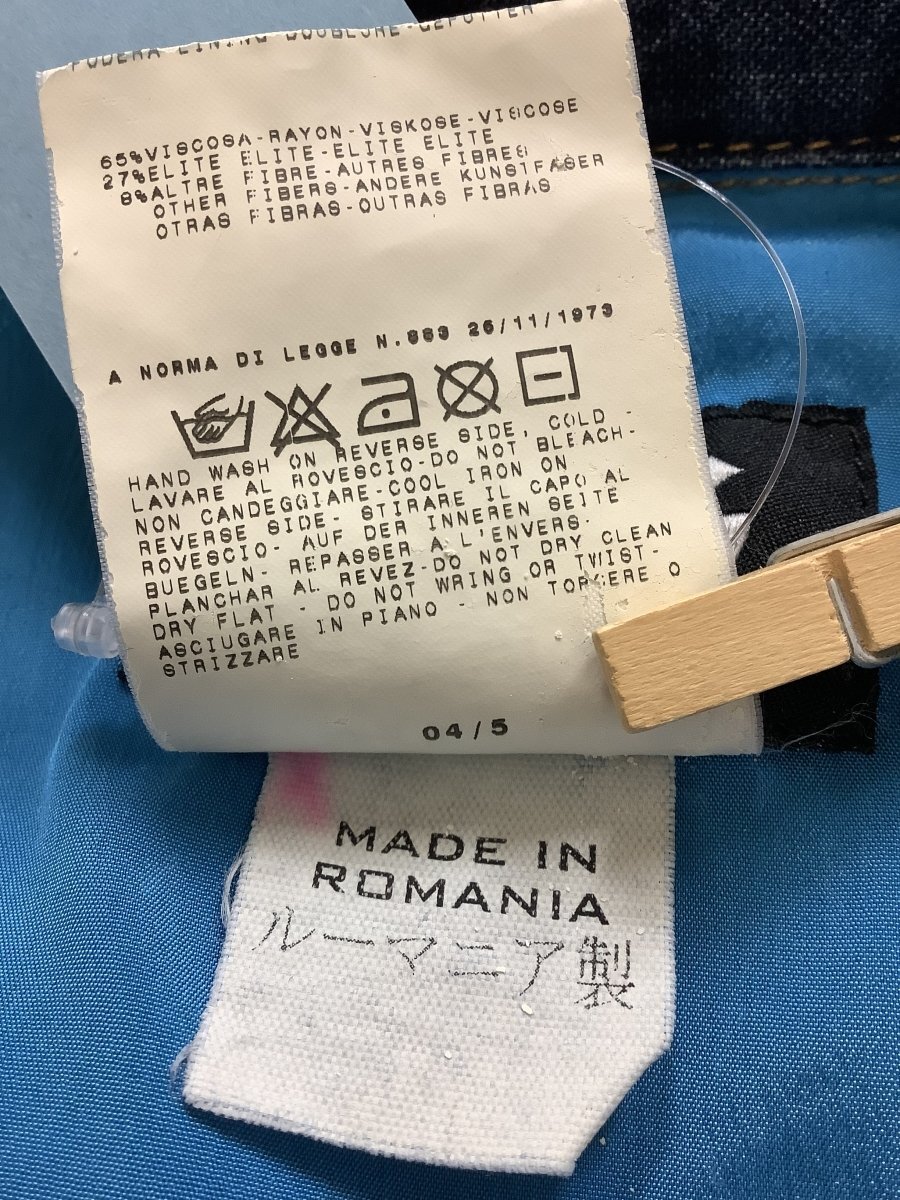 FODERA-LINING-DOUBLURE-GEFUTTER
65%VISCOSA-RAYON-VISKOSE-VISCOSE
27%ELITE ELITE-ELITE ELITE
8%ALTRE FIBRE-AUTRES FIBRES
OTHER FIBERS-ANDERE KUNSTFASER
OTRAS FIBRAS-OUTRAS FIBRAS
A NORMA DI LEGGE N.883 26/11/1973
HAND WASH ON REVERSE SIDE, COLD -
LAVARE AL ROVESCIO-DO NOT BLEACH-
NON CANDEGGIARE-COOL IRON ON
REVERSE SIDE- STIRARE IL CAPO AL
ROVESCIO- AUF DER INNEREN SEITE
BUEGELN- REPASSER A L'ENVERS-
PLANCHAR AL REVEZ-DO NOT DRY CLEAN
DRY FLAT - DO NOT WRING OR TWIST-
ASCIUGARE IN PIANO - NON TORCERE O
STRIZZARE
04/5
MADE IN
ROMANIA
ルーマニア製